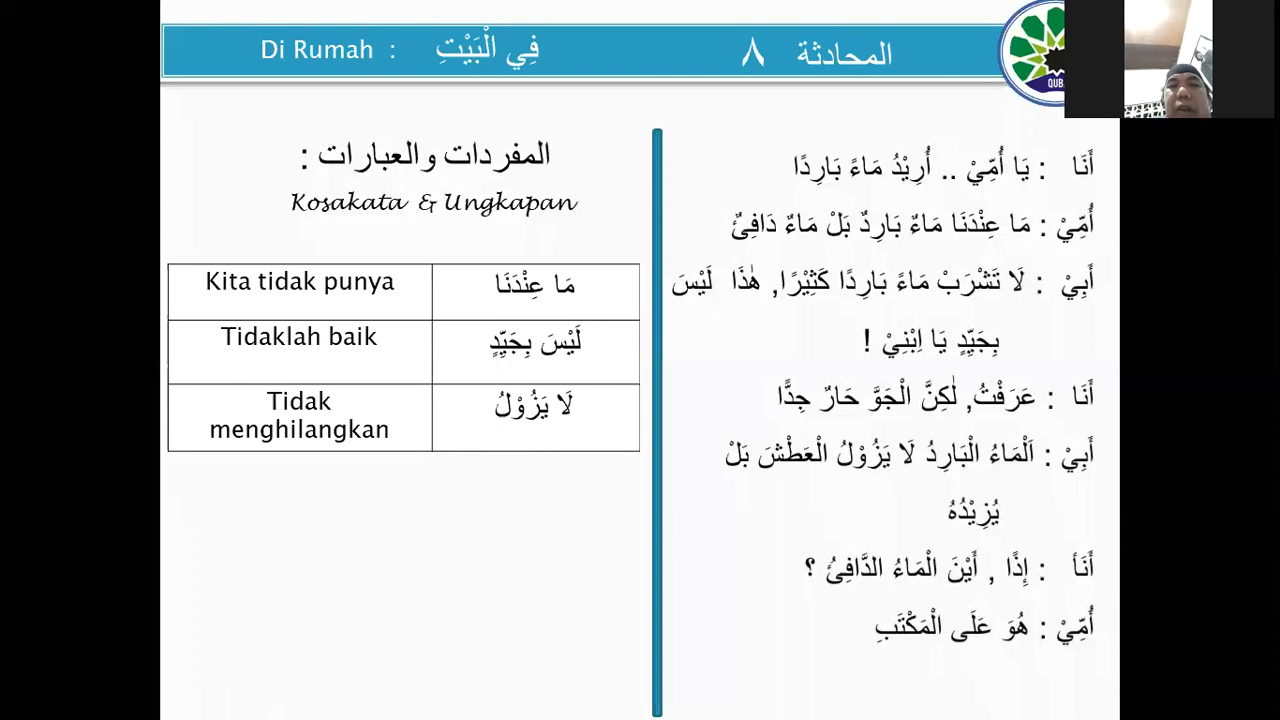 المحادثة ٨
فِي الْبَيْتِ : Di Rumah
QUB
أَنَا : يَا أُمِّيْ .. أُرِيْدُ مَاءً بَارِدًا
أُمِّيْ : مَا عِنْدَنَا مَاءٌ بَارِدٌ بَلْ مَاءٌ دَافِئٌ
أَبِيْ : لَا تَشْرَبْ مَاءً بَارِدًا كَثِيْرًا, هٰذَا لَيْسَ
بِجَيِّدٍ يَا اِبْنِيْ !
أَنَا : عَرَفْتُ, لٰكِنَّ الْجَوَّ حَارٌ جِدًّا
أَبِيْ : اَلْمَاءُ الْبَارِدُ لَا يَزُوْلُ الْعَطْشَ بَلْ
يُزِيْدُهُ
أَنَأ : إِذًا , أَيْنَ الْمَاءُ الدَّافِئُ ؟
أُمِّيْ : هُوَ عَلَى الْمَكْتَبِ
المفردات والعبارات :
Kosakata & Ungkapan
مَا عِنْدَنَا Kita tidak punya
لَيْسَ بِجَيِّدٍ Tidaklah baik
لَا يَزُوْلُ Tidak
menghilangkan